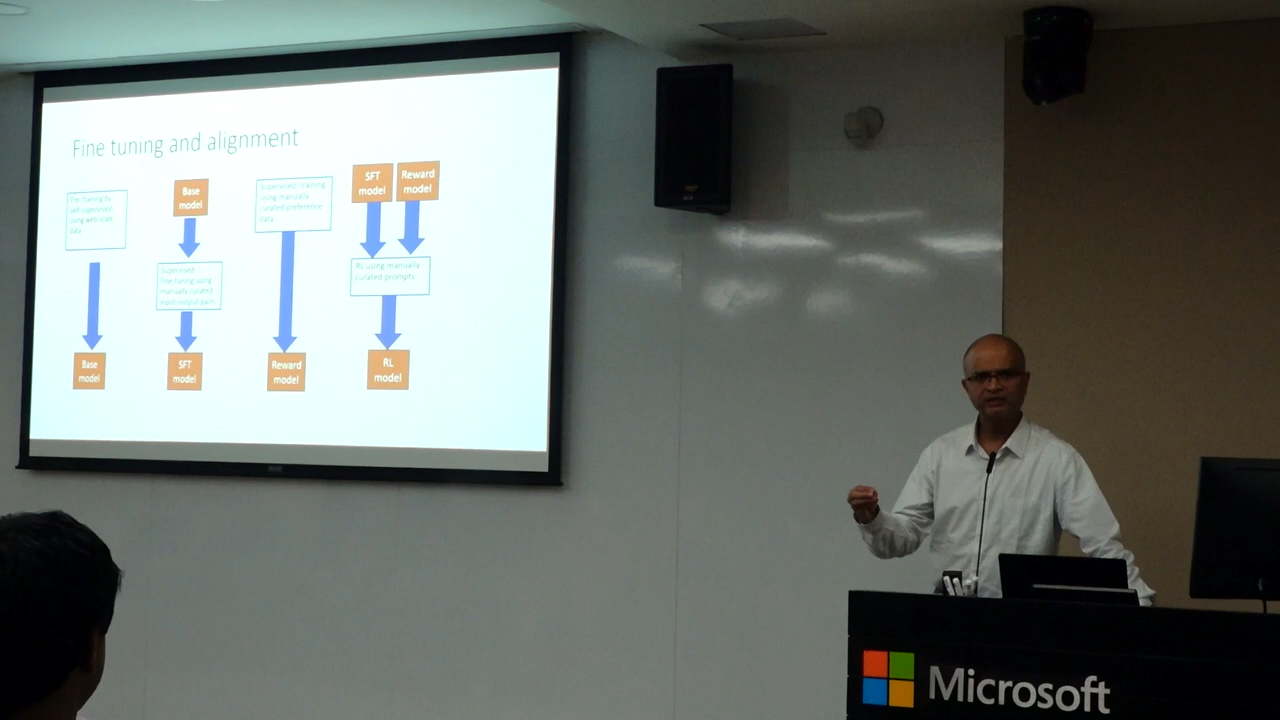 Fine tuning and alignment
Pre-Training by
self-supervision
using web scale
data
Base
model
Base
model
Supervised
fine tuning using
manually curated
input output pairs
SFT
model
Supervised Training
using manually
curated preference
data
Reward
model
SFT
model
Reward
model
RL using manually
curated prompts
RL
model
Microsoft